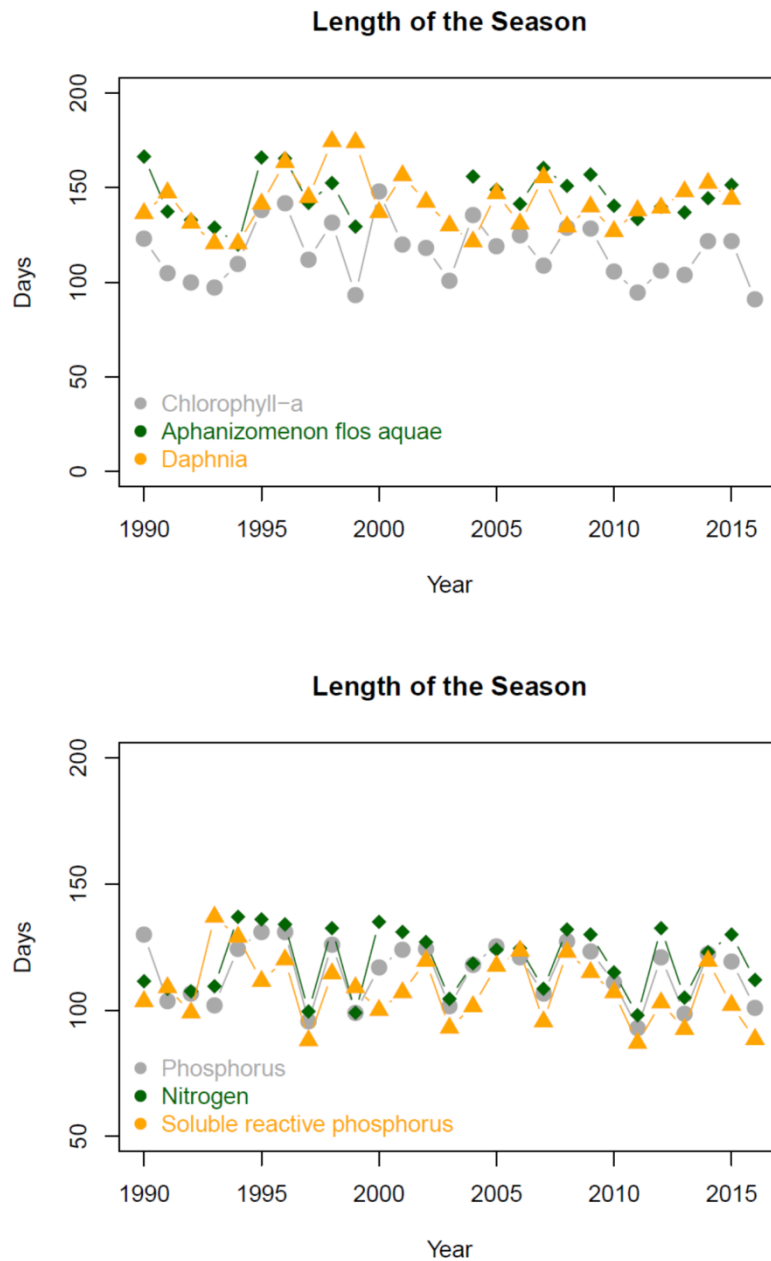 Length of the Season
200
150
100
50
0
Days
Chlorophyll−a
Aphanizomenon flos aquae
Daphnia
1990 1995 2000 2005 2010 2015
Year
Length of the Season
200
150
100
50
Days
Phosphorus
Nitrogen
Soluble reactive phosphorus
1990 1995 2000 2005 2010 2015
Year